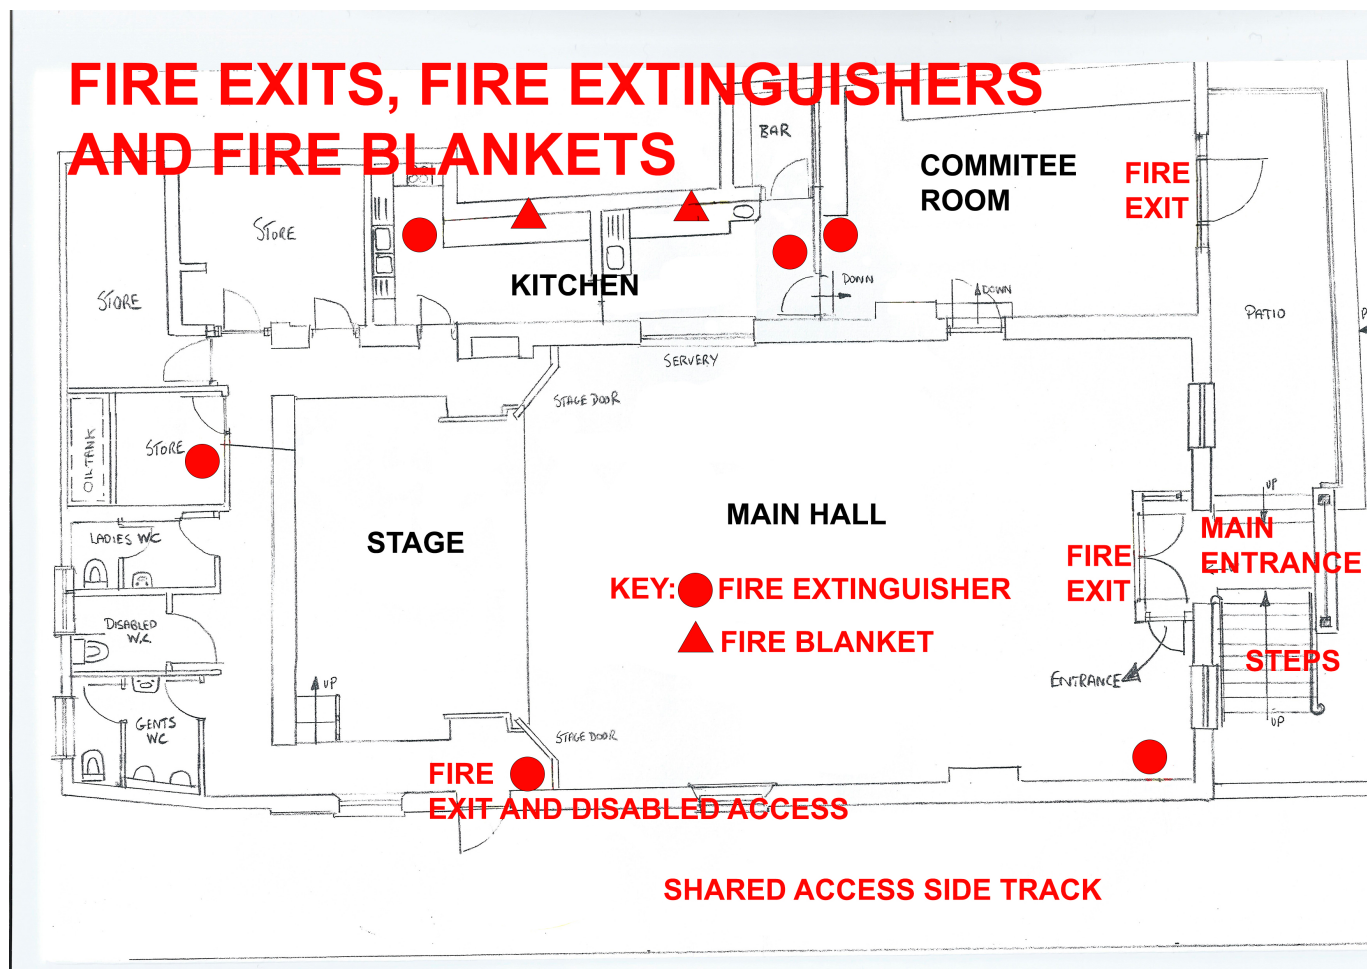 FIRE EXITS, FIRE EXTINGUISHERS
AND FIRE BLANKETS
BAR
COMMITEE
ROOM
FIRE
EXIT
STORE
STORE
KITCHEN
DOWN
DOWN
PATIO
SERVERY
STAGE DOOR
OIL TANK
STORE
UP
MAIN HALL
STAGE
LADIES WC
MAIN
ENTRANCE
FIRE
EXIT
KEY: FIRE EXTINGUISHER
FIRE BLANKET
DISABLED
W.C.
STEPS
ENTRANCE
UP
UP
GENTS
WC
STAGE DOOR
FIRE
EXIT AND DISABLED ACCESS
SHARED ACCESS SIDE TRACK